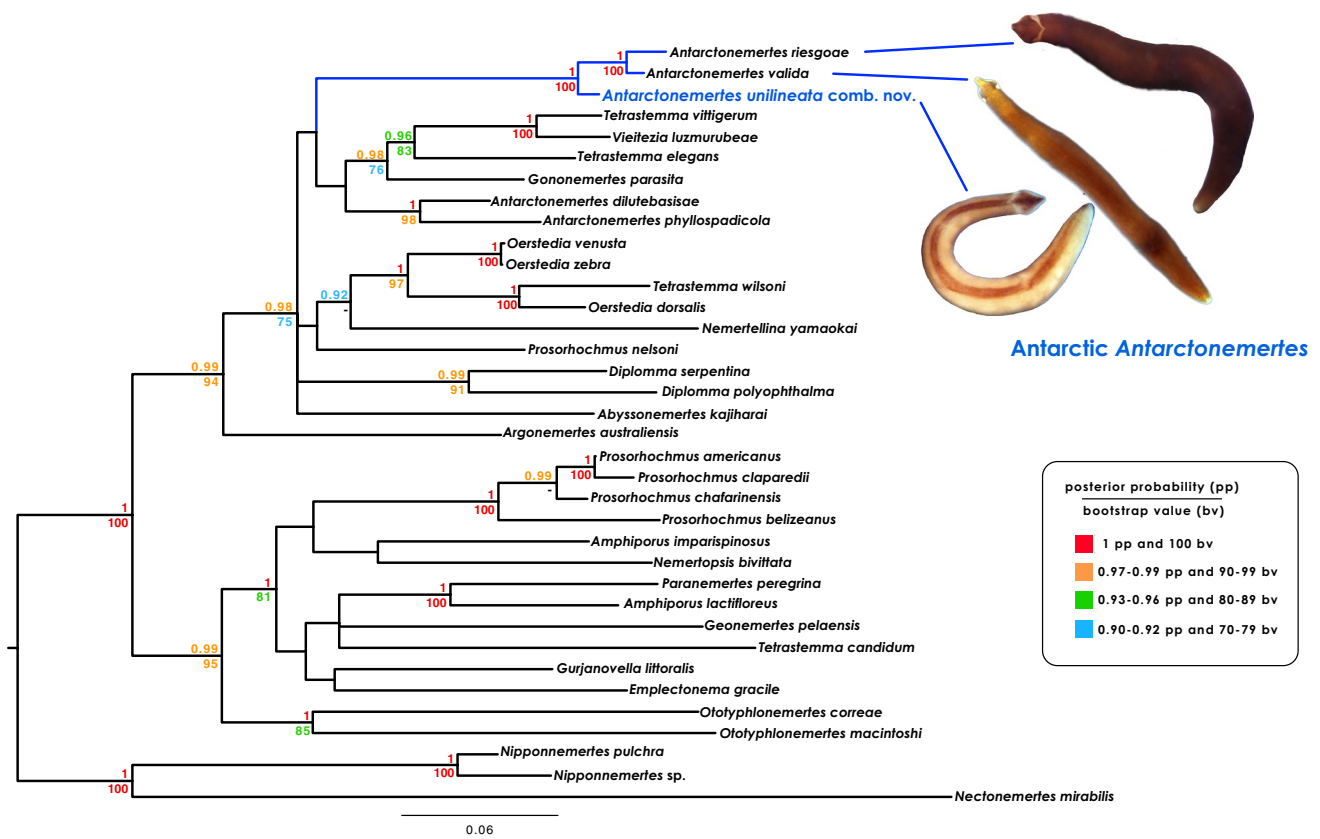 Antarctonemertes riesgoae
1
100
Antarctonemertes valida
1
100
Antarctonemertes unilineata comb. nov.
Tetrastemma vittigerum
1
100
Vieitezia luzmurubeae
0.96
83
Tetrastemma elegans
0.98
76
Gononemertes parasita
Antarctonemertes dilutebasisae
1
98
Antarctonemertes phyllospadicola
Oerstedia venusta
1
100
Oerstedia zebra
1
97
Tetrastemma wilsoni
1
100
Oerstedia dorsalis
0.92
-
Nemertellina yamaokai
0.98
75
Prosorhochmus nelsoni
Antarctic Antarctonemertes
0.99
94
Diplomma serpentina
0.99
91
Diplomma polyophthalma
Abyssonemertes kajiharai
Argonemertes australiensis
Prosorhochmus americanus
1
100
Prosorhochmus claparedii
0.99
-
Prosorhochmus chafarinensis
1
100
Prosorhochmus belizeanus
1
100
Amphiporus imparispinosus
Nemertopsis bivittata
1
81
Paranemertes peregrina
1
100
Amphiporus lactifloreus
Geonemertes pelaensis
Tetrastemma candidum
0.99
95
Gurjanovella littoralis
Emplectonema gracile
Ototyphlonemertes correae
1
85
Ototyphlonemertes macintoshi
Nipponnemertes pulchra
1
100
Nipponnemertes sp.
1
100
Nectonemertes mirabilis
0.06
posterior probability (pp)
bootstrap value (bv)
1 pp and 100 bv
0.97-0.99 pp and 90-99 bv
0.93-0.96 pp and 80-89 bv
0.90-0.92 pp and 70-79 bv